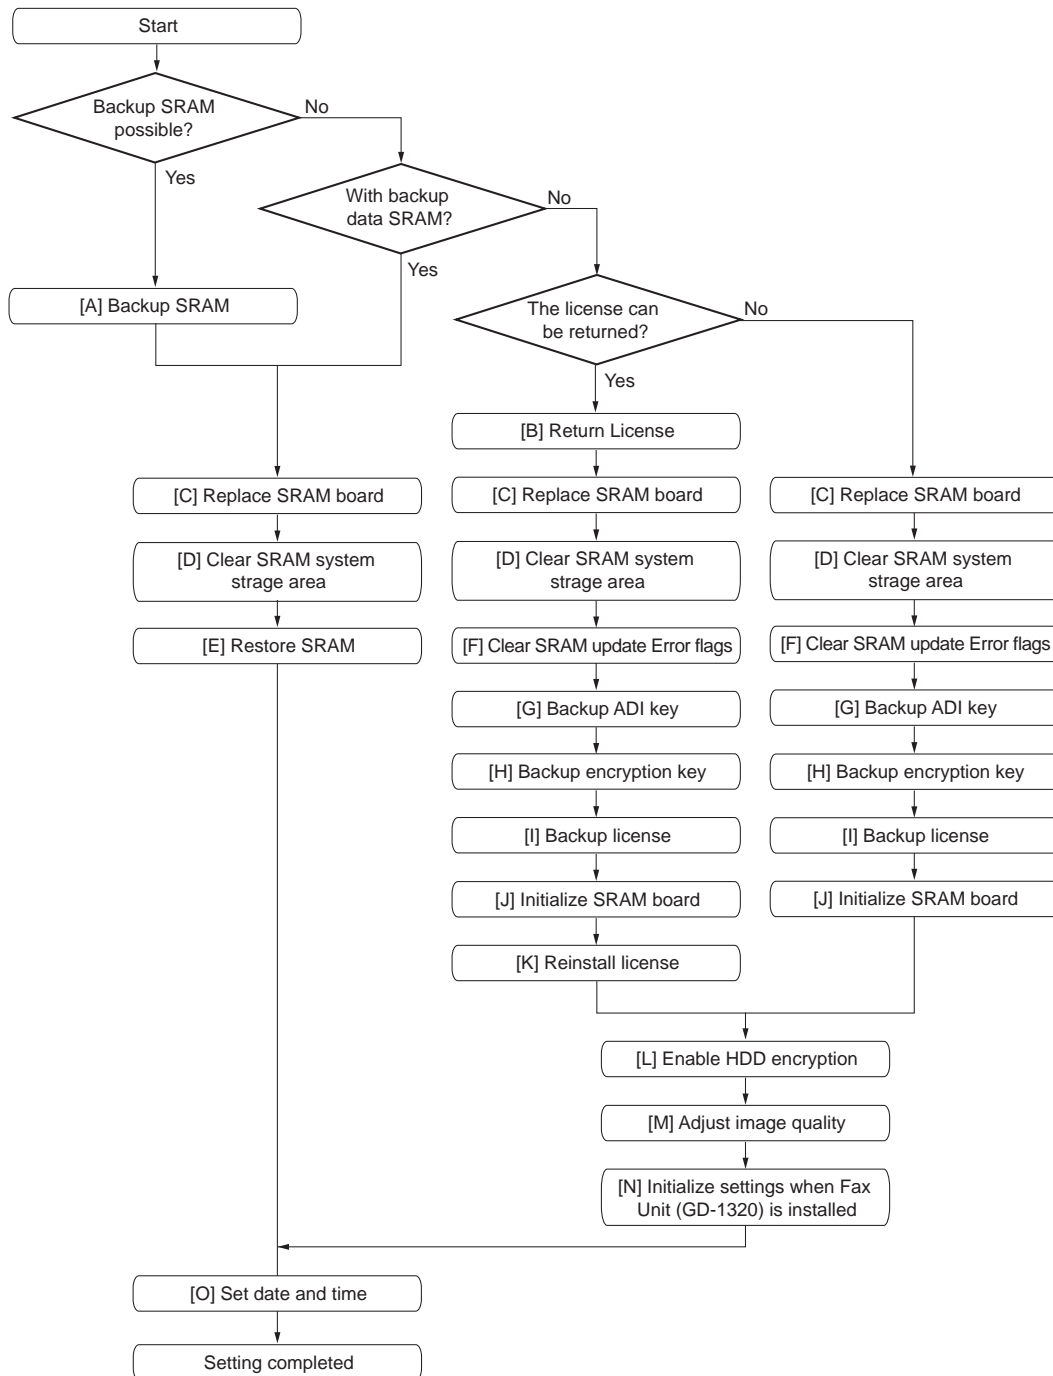 Start
Backup SRAM
possible?
No
Yes
With backup
data SRAM?
No
Yes
[A] Backup SRAM
The license can
be returned?
No
Yes
[B] Return License
[C] Replace SRAM board
[D] Clear SRAM system
strage area
[E] Restore SRAM
[C] Replace SRAM board
[D] Clear SRAM system
strage area
[F] Clear SRAM update Error flags
[G] Backup ADI key
[H] Backup encryption key
[I] Backup license
[J] Initialize SRAM board
[K] Reinstall license
[C] Replace SRAM board
[D] Clear SRAM system
strage area
[F] Clear SRAM update Error flags
[G] Backup ADI key
[H] Backup encryption key
[I] Backup license
[J] Initialize SRAM board
[L] Enable HDD encryption
[M] Adjust image quality
[N] Initialize settings when Fax
Unit (GD-1320) is installed
[O] Set date and time
Setting completed